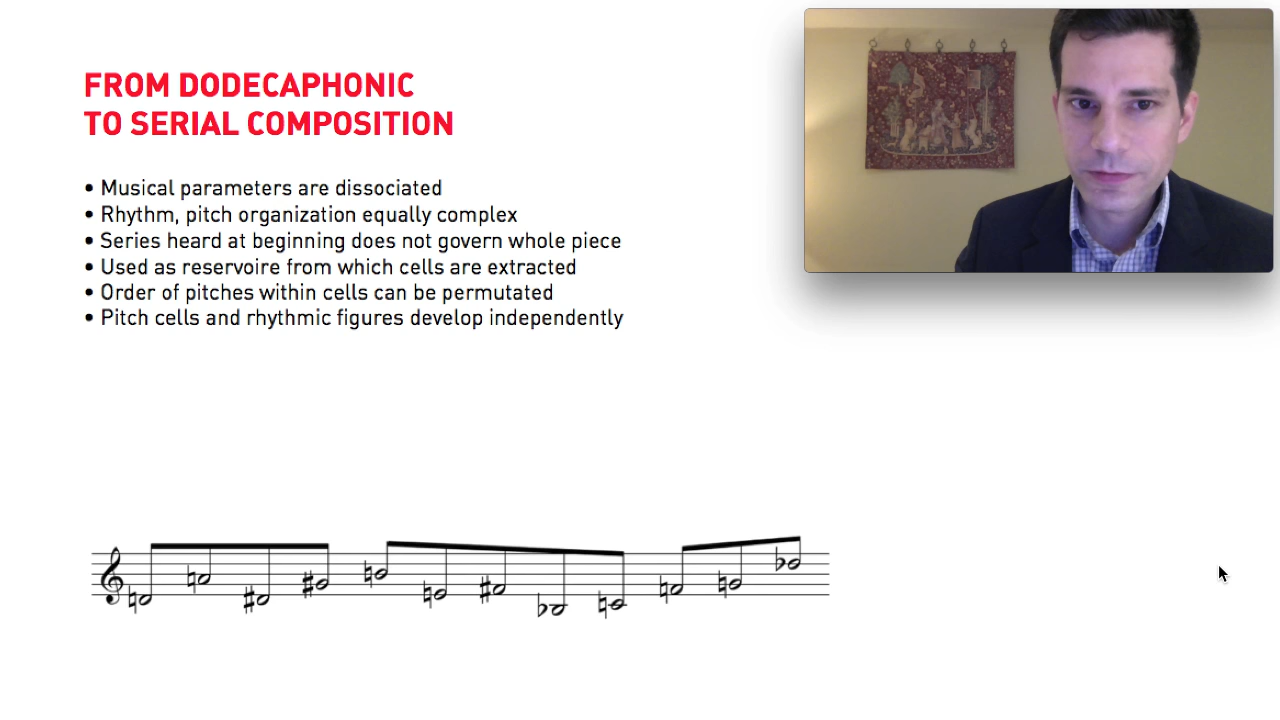 FROM DODECAPHONIC
TO SERIAL COMPOSITION
• Musical parameters are dissociated
• Rhythm, pitch organization equally complex
• Series heard at beginning does not govern whole piece
• Used as reservoire from which cells are extracted
• Order of pitches within cells can be permutated
• Pitch cells and rhythmic figures develop independently